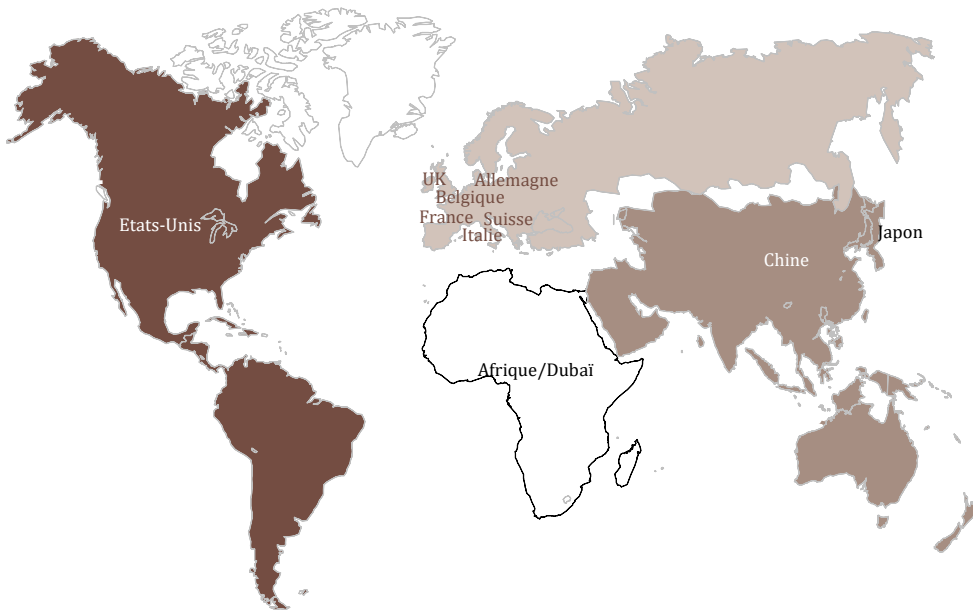 UK
Allemagne
Belgique
France
Suisse
Italie
Etats-Unis
Japon
Chine
Afrique/Dubaï